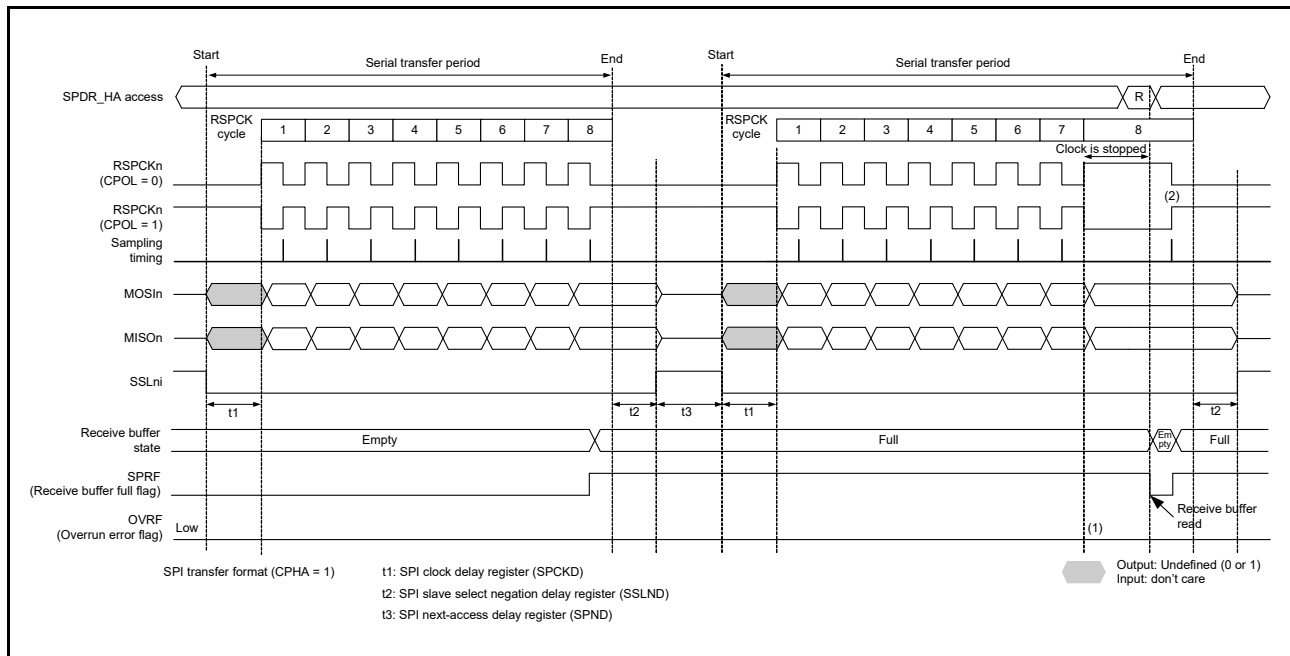 Start
End
Start
End
Serial transfer period
Serial transfer period
SPDR_HA access
R
RSPCK
cycle
1 2 3 4 5 6 7 8
RSPCK
cycle
1 2 3 4 5 6 7 8
Clock is stopped
RSPCKn
(CPOL = 0)
(2)
RSPCKn
(CPOL = 1)
Sampling
timing
MOSIn
MISOn
SSLni
t1
t2
t3
t1
t2
Receive buffer
state
Empty
Full
Em
pty
Full
SPRF
(Receive buffer full flag)
Receive buffer
read
OVRF
(Overrun error flag)
Low
(1)
SPI transfer format (CPHA = 1)
t1: SPI clock delay register (SPCKD)
t2: SPI slave select negation delay register (SSLND)
t3: SPI next-access delay register (SPND)
Output: Undefined (0 or 1)
Input: don't care